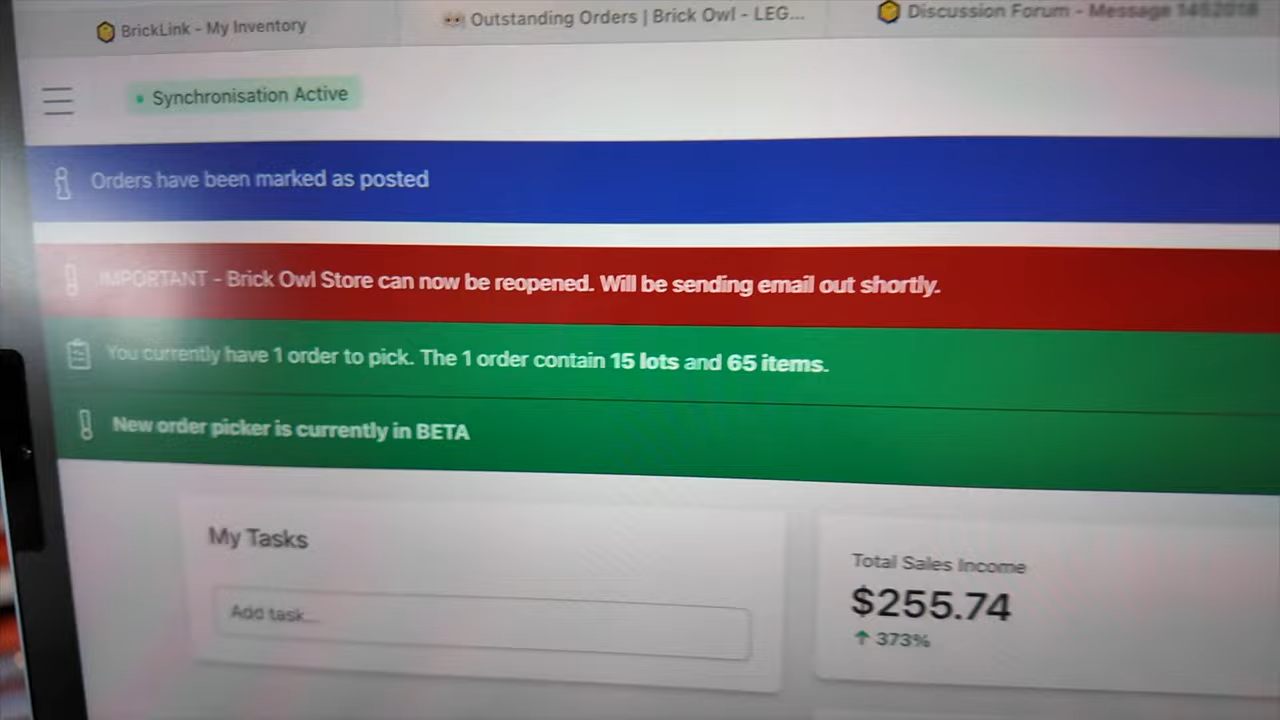 BrickLink - My Inventory
Outstanding Orders | Brick Owl - LEG...
Discussion Forum - Message
Synchronisation Active
Orders have been marked as posted
IMPORTANT - Brick Owl Store can now be reopened. Will be sending email out shortly.
You currently have 1 order to pick. The 1 order contain 15 lots and 65 items.
New order picker is currently in BETA
My Tasks
Add task...
Total Sales Income
$255.74
373%